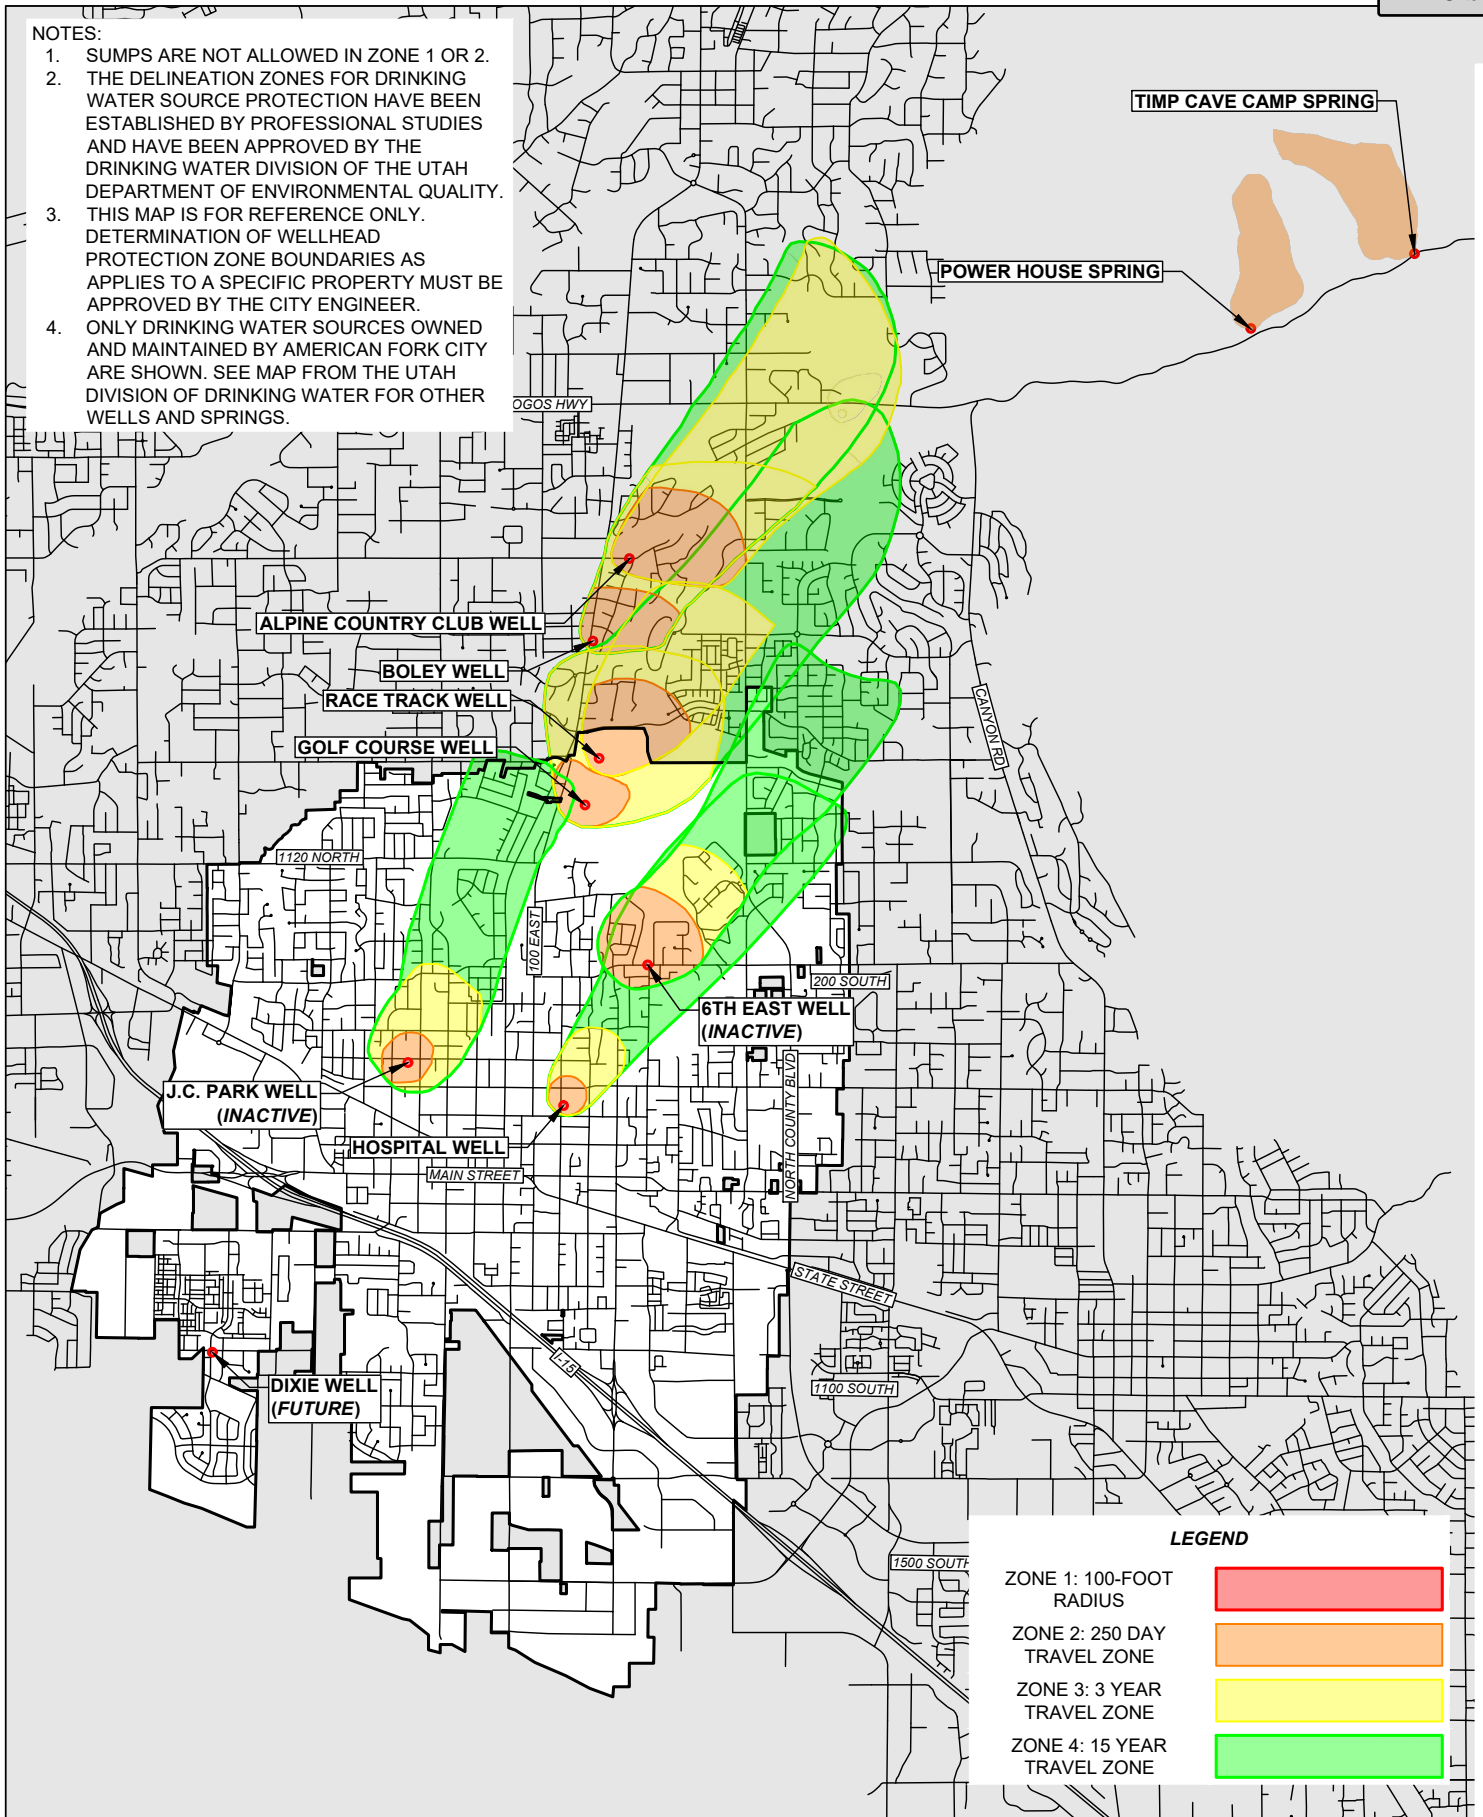 NOTES:
1. SUMPS ARE NOT ALLOWED IN ZONE 1 OR 2.
2. THE DELINEATION ZONES FOR DRINKING
WATER SOURCE PROTECTION HAVE BEEN
ESTABLISHED BY PROFESSIONAL STUDIES
AND HAVE BEEN APPROVED BY THE
DRINKING WATER DIVISION OF THE UTAH
DEPARTMENT OF ENVIRONMENTAL QUALITY.
3. THIS MAP IS FOR REFERENCE ONLY.
DETERMINATION OF WELLHEAD
PROTECTION ZONE BOUNDARIES AS
APPLIES TO A SPECIFIC PROPERTY MUST BE
APPROVED BY THE CITY ENGINEER.
4. ONLY DRINKING WATER SOURCES OWNED
AND MAINTAINED BY AMERICAN FORK CITY
ARE SHOWN. SEE MAP FROM THE UTAH
DIVISION OF DRINKING WATER FOR OTHER
WELLS AND SPRINGS.
TIMP CAVE CAMP SPRING
POWER HOUSE SPRING
OGOS HWY
ALPINE COUNTRY CLUB WELL
BOLEY WELL
RACE TRACK WELL
GOLF COURSE WELL
CANYON RD
1120 NORTH
100 EAST
200 SOUTH
6TH EAST WELL
(INACTIVE)
J.C. PARK WELL
(INACTIVE)
HOSPITAL WELL
NORTH COUNTY BLVD
MAIN STREET
STATE STREET
I-15
DIXIE WELL
(FUTURE)
1100 SOUTH
1500 SOUTH
LEGEND
ZONE 1: 100-FOOT
RADIUS
ZONE 2: 250 DAY
TRAVEL ZONE
ZONE 3: 3 YEAR
TRAVEL ZONE
ZONE 4: 15 YEAR
TRAVEL ZONE